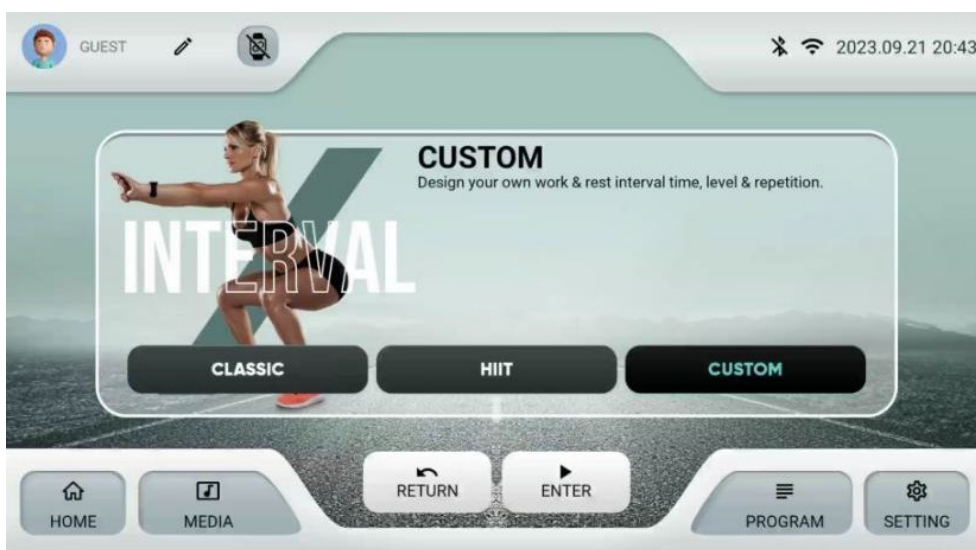 GUEST
2023.09.21 20:43
CUSTOM
Design your own work & rest interval time, level & repetition.
INTERVAL
CLASSIC
HIIT
CUSTOM
RETURN
ENTER
HOME
MEDIA
PROGRAM
SETTING